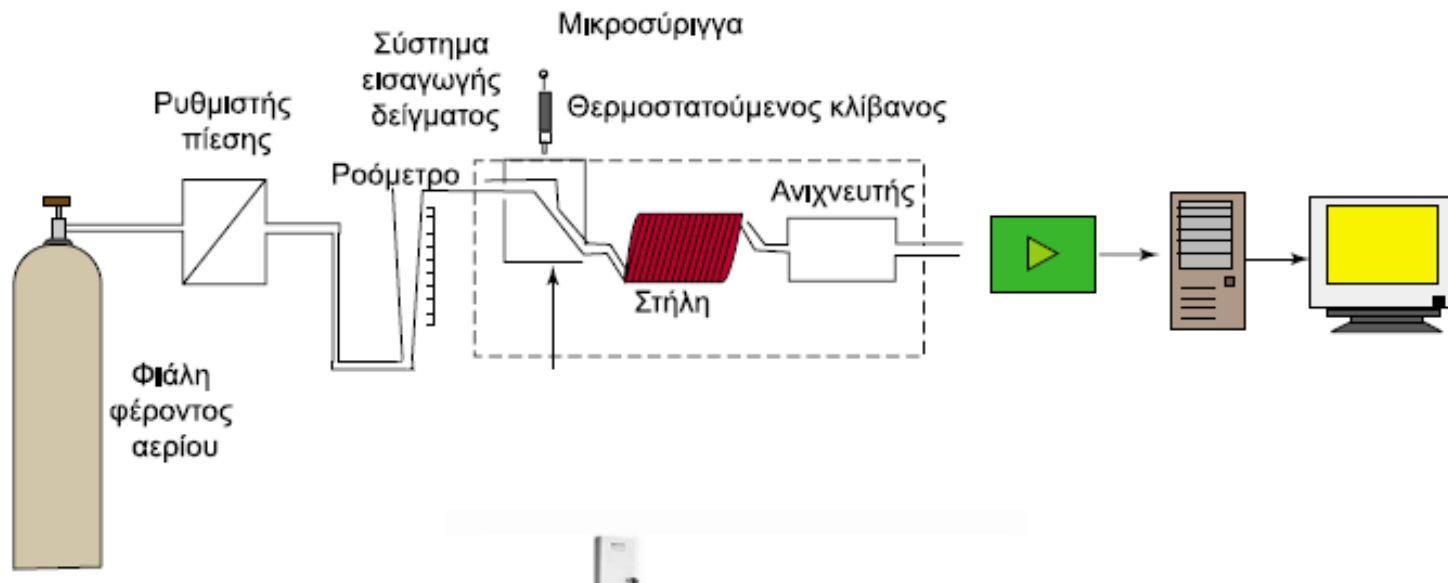 Μικροσύριγγα
Σύστημα
εισαγωγής
δείγματος
Ρυθμιστής
πίεσης
Θερμοστατούμενος κλίβανος
Ροόμετρο
Ανιχνευτής
Στήλη
Φιάλη
φέροντος
αερίου